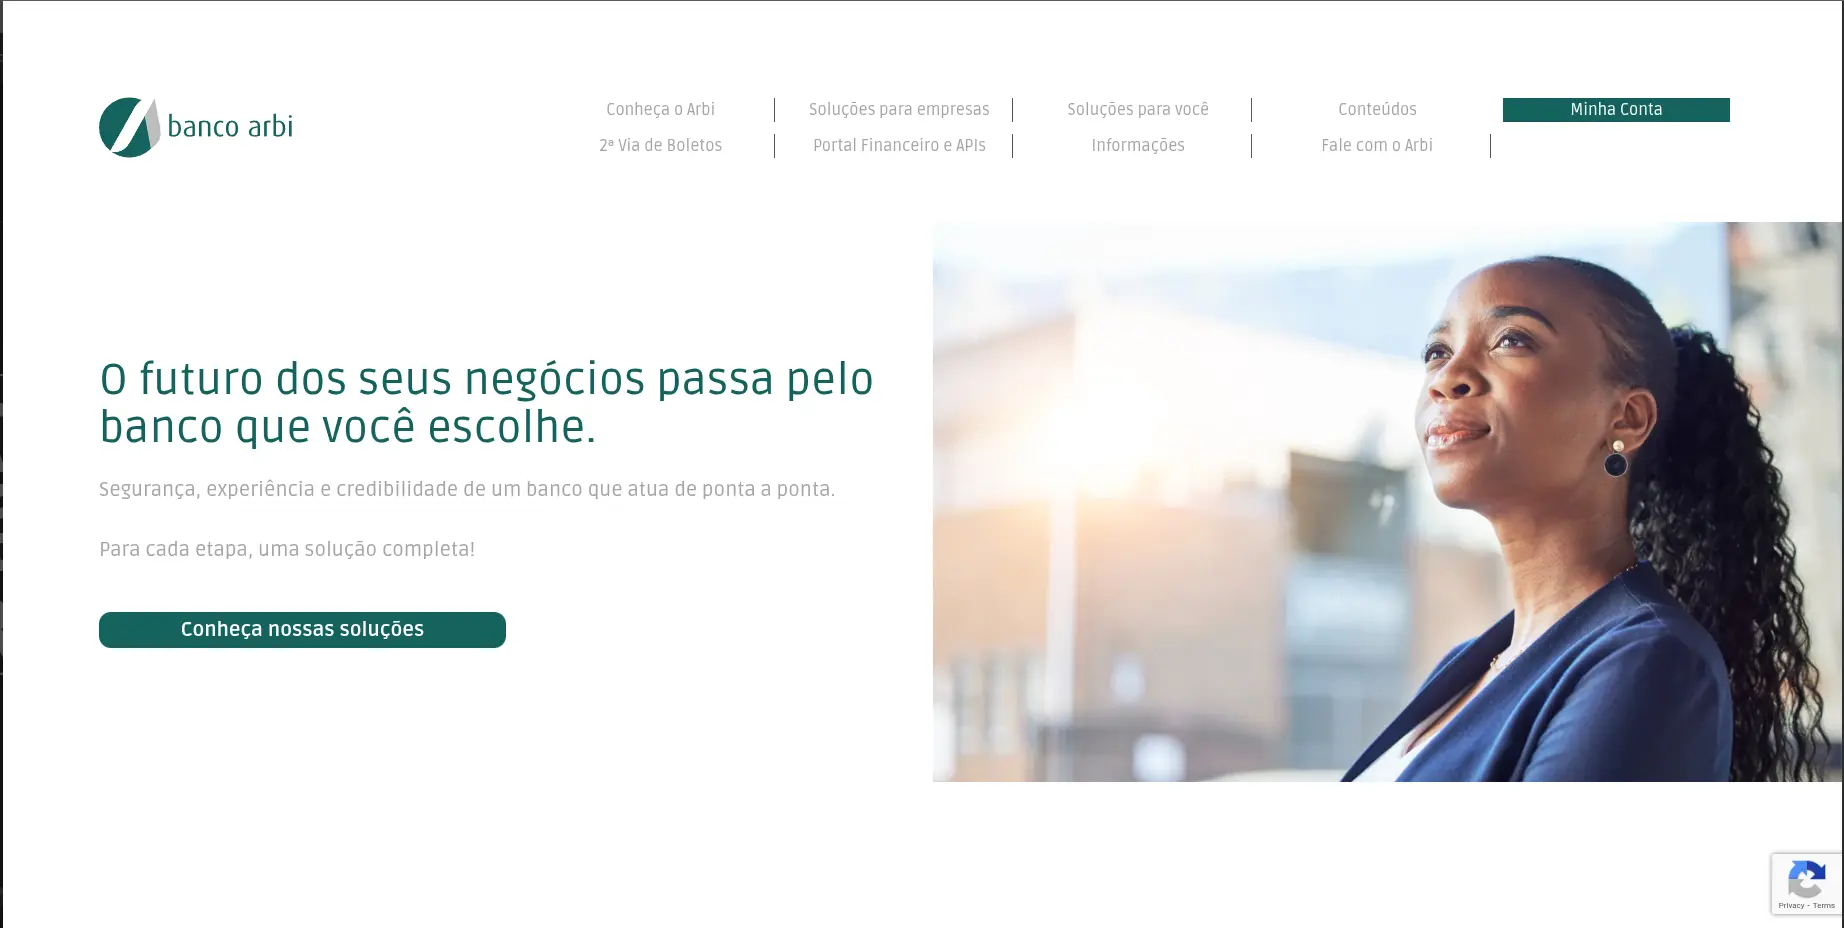 banco arbi
Conheça o Arbi
Soluções para empresas
Soluções para você
Conteúdos
Minha Conta
2ª Via de Boletos
Portal Financeiro e APIs
Informações
Fale com o Arbi
O futuro dos seus negócios passa pelo
banco que você escolhe.
Segurança, experiência e credibilidade de um banco que atua de ponta a ponta.
Para cada etapa, uma solução completa!
Conheça nossas soluções
Privacy - Terms